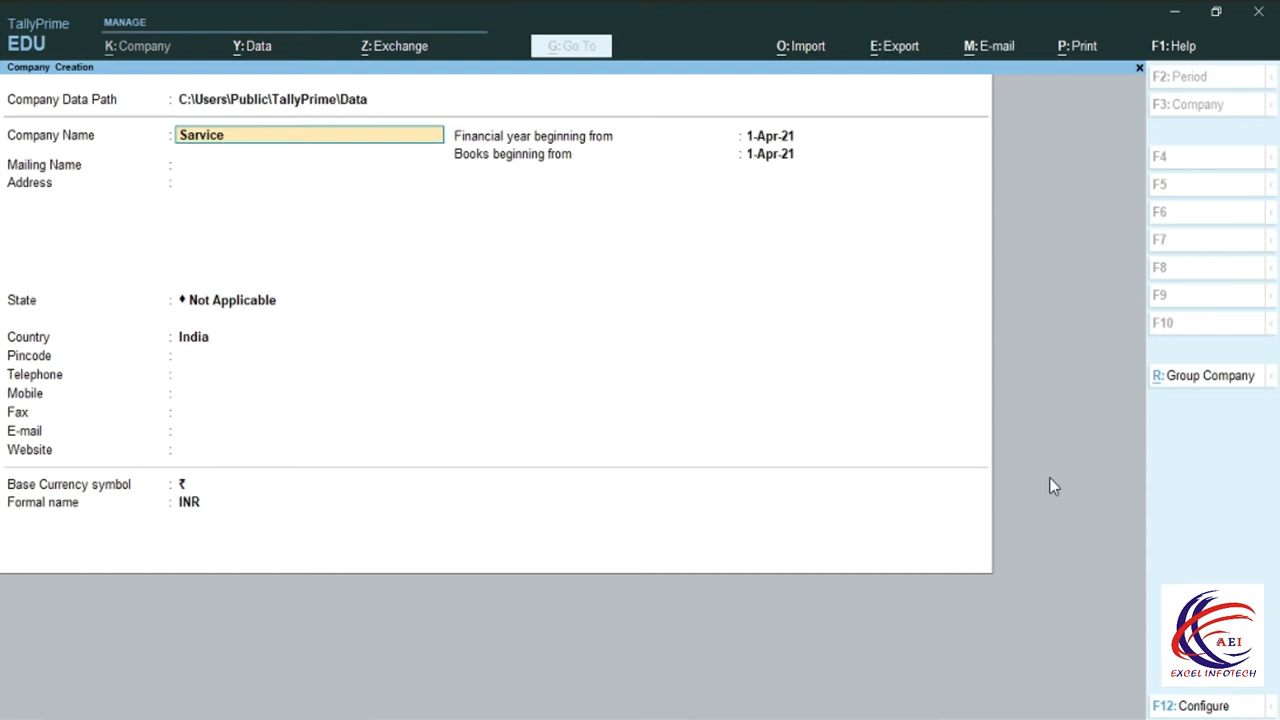 TallyPrime
EDU
MANAGE
K: Company
Y: Data
Z: Exchange
G: Go To
O: Import
E: Export
M: E-mail
P: Print
F1: Help
Company Creation
Company Data Path : C:\Users\Public\TallyPrime\Data
Company Name : Sarvice
Financial year beginning from : 1-Apr-21
Books beginning from : 1-Apr-21
Mailing Name :
Address :
State : ♦ Not Applicable
Country : India
Pincode :
Telephone :
Mobile :
Fax :
E-mail :
Website :
Base Currency symbol : ₹
Formal name : INR
F2: Period
F3: Company
F4
F5
F6
F7
F8
F9
F10
R: Group Company
AEI
EXCEL INFOTECH
F12: Configure